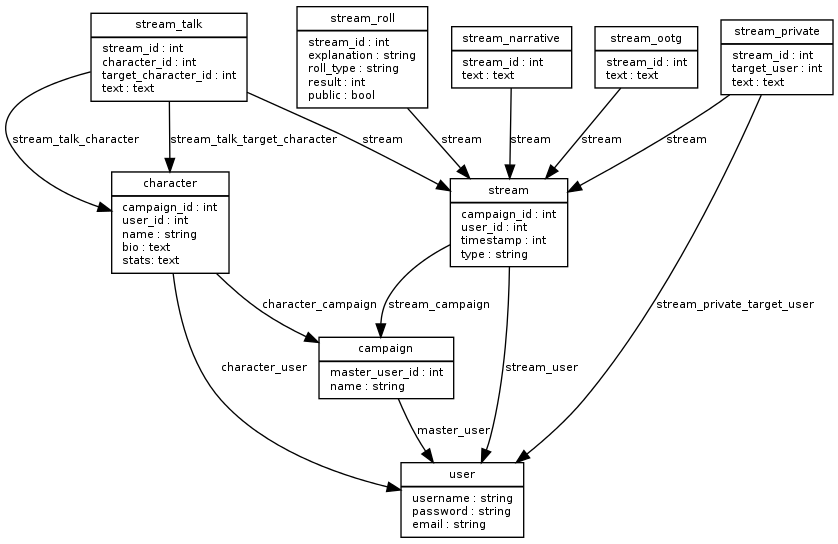 stream_talk
stream_id : int
character_id : int
target_character_id : int
text : text
stream_roll
stream_id : int
explanation : string
roll_type : string
result : int
public : bool
stream_narrative
stream_id : int
text : text
stream_ootg
stream_id : int
text : text
stream_private
stream_id : int
target_user : int
text : text
stream_talk_character
stream_talk_target_character
stream
stream
stream
stream
stream
character
campaign_id : int
user_id : int
name : string
bio : text
stats: text
stream
campaign_id : int
user_id : int
timestamp : int
type : string
character_campaign
stream_campaign
stream_private_target_user
campaign
master_user_id : int
name : string
character_user
stream_user
master_user
user
username : string
password : string
email : string